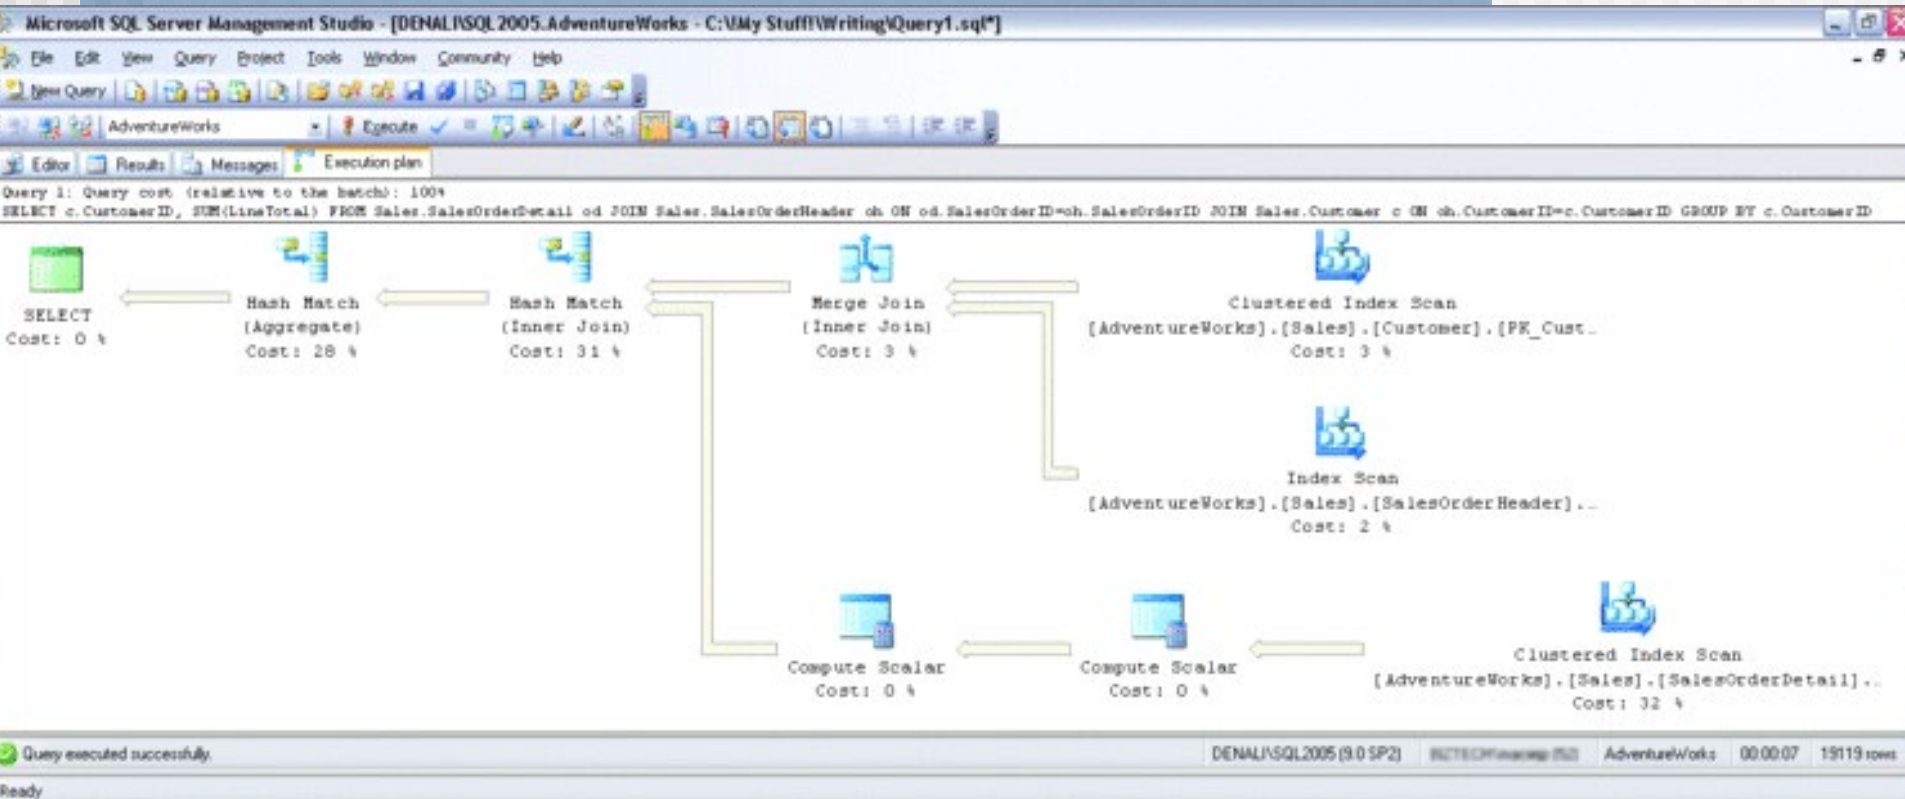 Microsoft SQL Server Management Studio - [DENALI\SQL2005.AdventureWorks - C:\!My Stuff!\Writing\Query1.sql*]
File Edit View Query Project Tools Window Community Help
New Query
AdventureWorks Execute
Editor Results Messages Execution plan
Query 1: Query cost (relative to the batch): 100%
SELECT c.CustomerID, SUM(LineTotal) FROM Sales.SalesOrderDetail od JOIN Sales.SalesOrderHeader oh ON od.SalesOrderID=oh.SalesOrderID JOIN Sales.Customer c ON oh.CustomerID=c.CustomerID GROUP BY c.CustomerID
SELECT
Cost: 0 %
Hash Match
(Aggregate)
Cost: 28 %
Hash Match
(Inner Join)
Cost: 31 %
Merge Join
(Inner Join)
Cost: 3 %
Clustered Index Scan
[AdventureWorks].[Sales].[Customer].[PK_Cust…
Cost: 3 %
Index Scan
[AdventureWorks].[Sales].[SalesOrderHeader]…
Cost: 2 %
Compute Scalar
Cost: 0 %
Compute Scalar
Cost: 0 %
Clustered Index Scan
[AdventureWorks].[Sales].[SalesOrderDetail]…
Cost: 32 %
Query executed successfully.
DENALI\SQL2005 (9.0 SP2) AdventureWorks 00:00:07 19119 rows
Ready